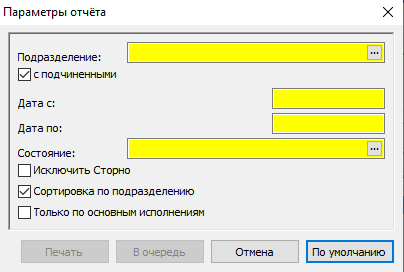 Параметры отчёта
Подразделение:
...
с подчиненными
Дата с:
Дата по:
Состояние:
...
Исключить Сторно
Сортировка по подразделению
Только по основным исполнениям
Печать В очередь Отмена По умолчанию